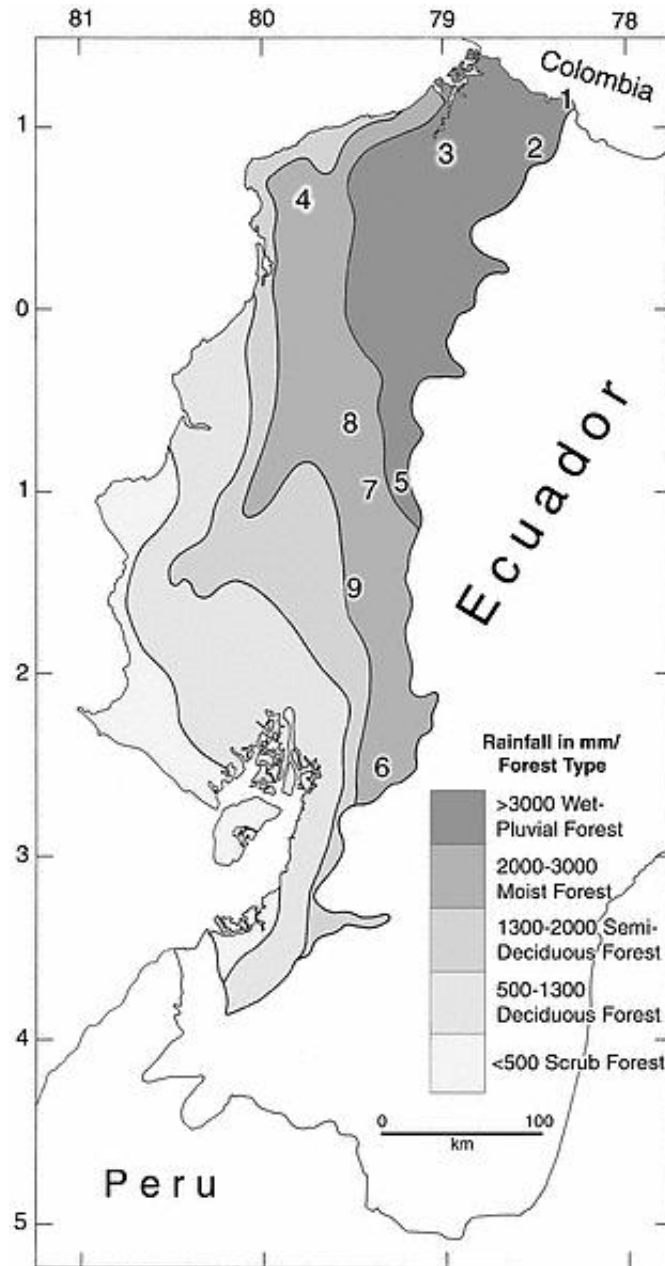 81 80 79 78
Colombia
1
1
2
3
4
0
8
1
7
5
Ecuador
9
2
6
Rainfall in mm/
Forest Type
>3000 Wet-
Pluvial Forest
2000-3000
Moist Forest
3
1300-2000 Semi-
Deciduous Forest
500-1300
Deciduous Forest
4
<500 Scrub Forest
0 100
km
Peru
5